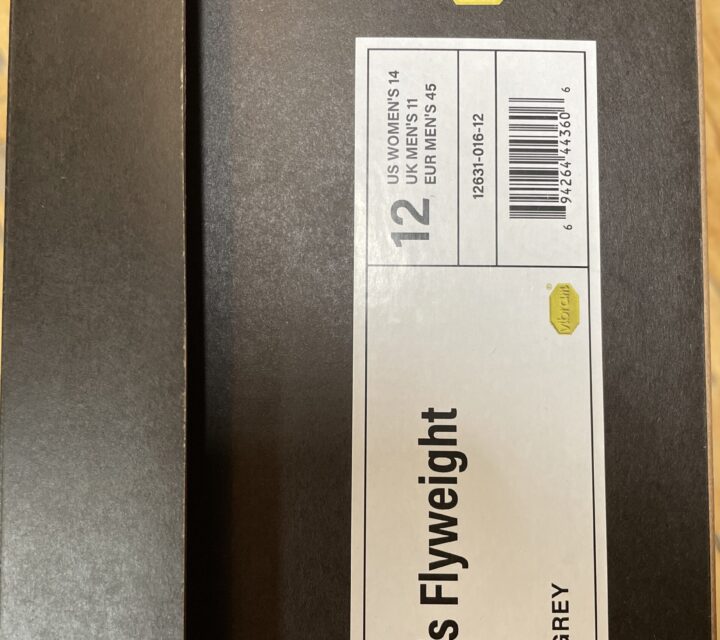 12
US WOMEN'S 14
UK MEN'S 11
EUR MEN'S 45
12631-016-12
6 94264 44360 6
vibram®
s Flyweight
GREY